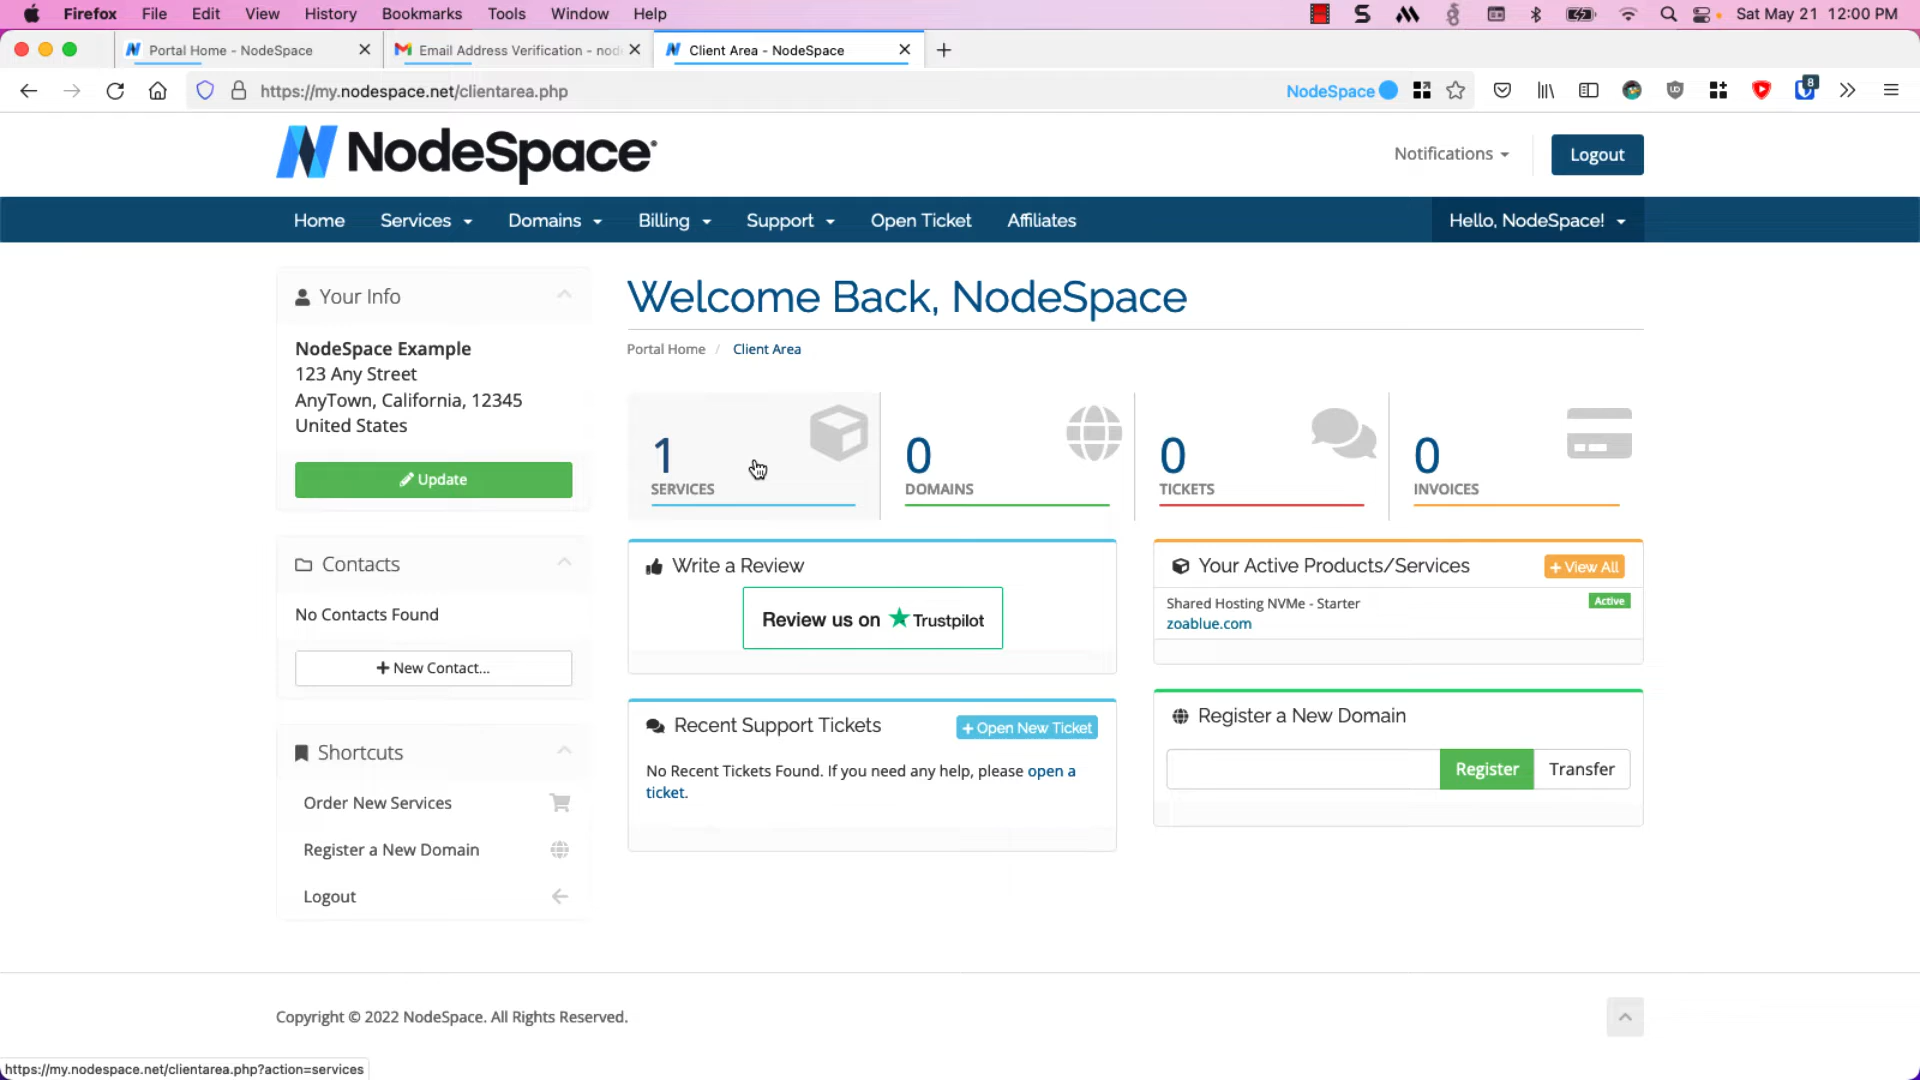 Firefox File Edit View History Bookmarks Tools Window Help
S
Sat May 21 12:00 PM
Portal Home - NodeSpace
Email Address Verification - node
Client Area - NodeSpace
https://my.nodespace.net/clientarea.php
NodeSpace
8
NodeSpace
Notifications
Logout
Home Services Domains Billing Support Open Ticket Affiliates
Hello, NodeSpace!
Your Info
NodeSpace Example
123 Any Street
AnyTown, California, 12345
United States
Update
Contacts
No Contacts Found
New Contact...
Shortcuts
Order New Services
Register a New Domain
Logout
Welcome Back, NodeSpace
Portal Home / Client Area
1
SERVICES
0
DOMAINS
0
TICKETS
0
INVOICES
Write a Review
Review us on Trustpilot
Recent Support Tickets
+ Open New Ticket
No Recent Tickets Found. If you need any help, please open a
ticket.
Your Active Products/Services
+ View All
Shared Hosting NVMe - Starter
Active
zoablue.com
Register a New Domain
Register
Transfer
Copyright © 2022 NodeSpace. All Rights Reserved.
https://my.nodespace.net/clientarea.php?action=services